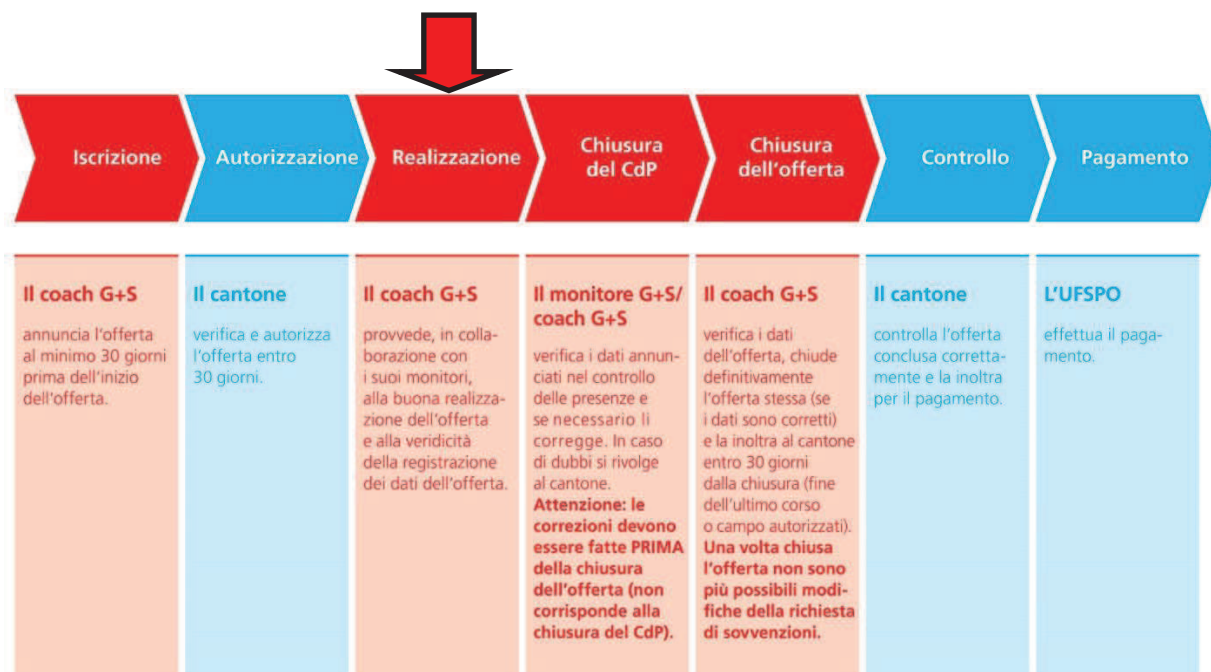 Iscrizione
Autorizzazione
Realizzazione
Chiusura
del CdP
Chiusura
dell'offerta
Controllo
Pagamento
Il coach G+S
annuncia l'offerta
al minimo 30 giorni
prima dell'inizio
dell'offerta.
Il cantone
verifica e autorizza
l'offerta entro
30 giorni.
Il coach G+S
provvede, in colla-
borazione con
i suoi monitori,
alla buona realizza-
zione dell'offerta
e alla veridicità
della registrazione
dei dati dell'offerta.
Il monitore G+S/
coach G+S
verifica i dati annun-
ciati nel controllo
delle presenze e
se necessario li
corregge. In caso
di dubbi si rivolge
al cantone.
Attenzione: le
correzioni devono
essere fatte PRIMA
della chiusura
dell'offerta (non
corrisponde alla
chiusura del CdP).
Il coach G+S
verifica i dati
dell'offerta, chiude
definitivamente
l'offerta stessa (se
i dati sono corretti)
e la inoltra al cantone
entro 30 giorni
dalla chiusura (fine
dell'ultimo corso
o campo autorizzati).
Una volta chiusa
l'offerta non sono
più possibili modi-
fiche della richiesta
di sovvenzioni.
Il cantone
controlla l'offerta
conclusa corretta-
mente e la inoltra
per il pagamento.
L'UFSPO
effettua il paga-
mento.